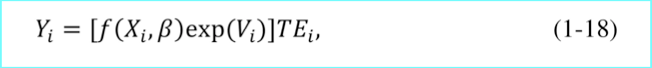 𝑌ᵢ = [𝑓(𝑋ᵢ, 𝛽)exp(𝑉ᵢ)]𝑇𝐸ᵢ, (1-18)